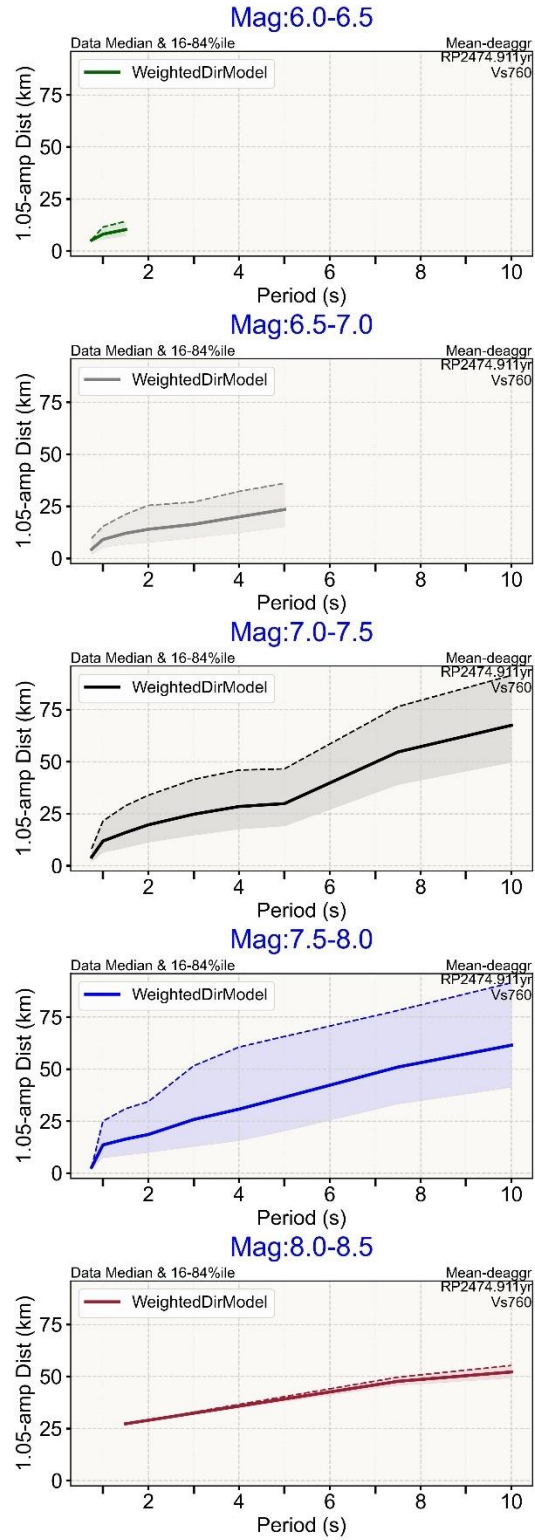 Mag:6.0-6.5
Data Median & 16-84%ile
Mean-deaggr
RP2474.911yr
Vs760
WeightedDirModel
1.05-amp Dist (km)
75
50
25
0
2 4 6 8 10
Period (s)
Mag:6.5-7.0
Data Median & 16-84%ile
Mean-deaggr
RP2474.911yr
Vs760
WeightedDirModel
1.05-amp Dist (km)
75
50
25
0
2 4 6 8 10
Period (s)
Mag:7.0-7.5
Data Median & 16-84%ile
Mean-deaggr
RP2474.911yr
Vs760
WeightedDirModel
1.05-amp Dist (km)
75
50
25
0
2 4 6 8 10
Period (s)
Mag:7.5-8.0
Data Median & 16-84%ile
Mean-deaggr
RP2474.911yr
Vs760
WeightedDirModel
1.05-amp Dist (km)
75
50
25
0
2 4 6 8 10
Period (s)
Mag:8.0-8.5
Data Median & 16-84%ile
Mean-deaggr
RP2474.911yr
Vs760
WeightedDirModel
1.05-amp Dist (km)
75
50
25
0
2 4 6 8 10
Period (s)